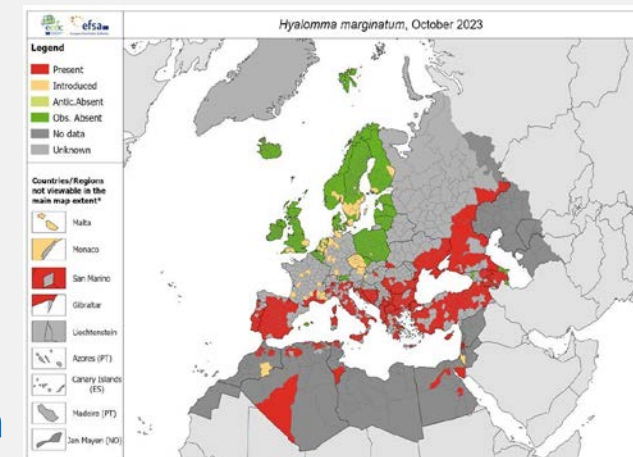 ecdc efsa
Hyalomma marginatum, October 2023
Legend
Present
Introduced
Antic.Absent
Obs. Absent
No data
Unknown
Countries/Regions
not viewable in the
main map extent*
Malta
Monaco
San Marino
Gibraltar
Liechtenstein
Azores (PT)
Canary Islands
(ES)
Madeira (PT)
Jan Mayen (NO)